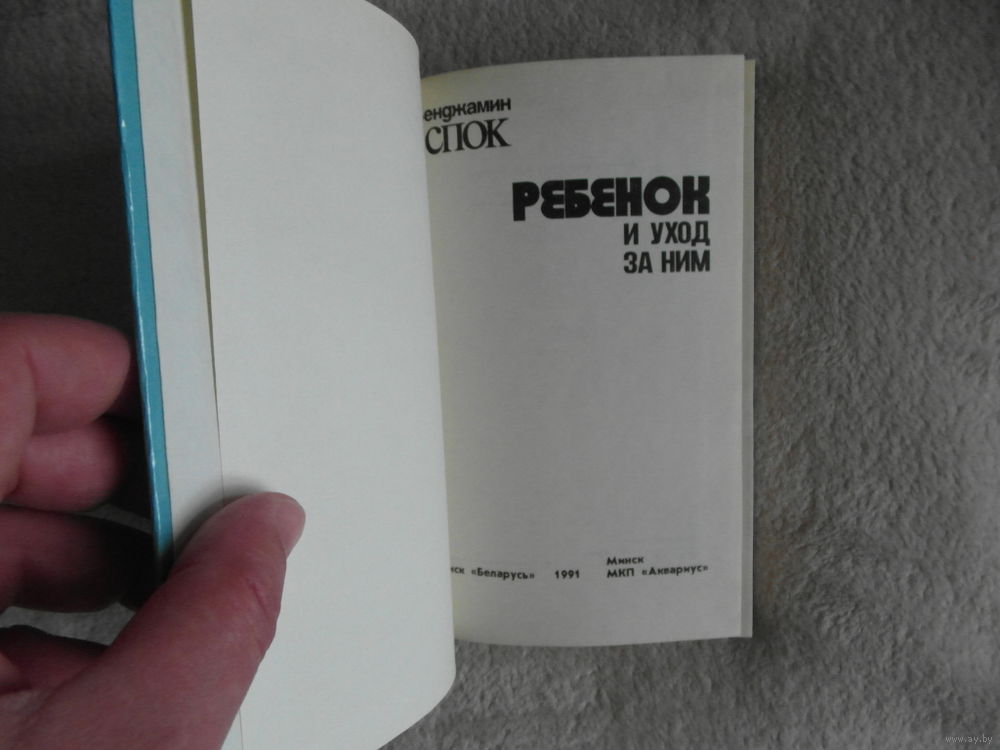 енджамин
СПОК
РЕБЕНОК
И УХОД
ЗА НИМ
нск «Беларусь» 1991
Минск
МКП «Аквариус»
www.ay.by